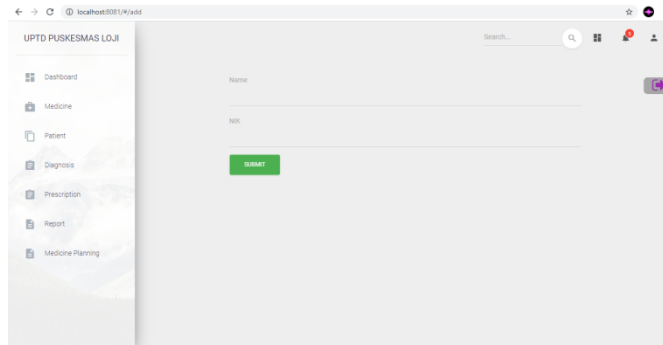 localhost:8081/#/add
UPTD PUSKESMAS LOJI
Search...
Dashboard
Medicine
Patient
Diagnosis
Prescription
Report
Medicine Planning
Name
NIK
SUBMIT